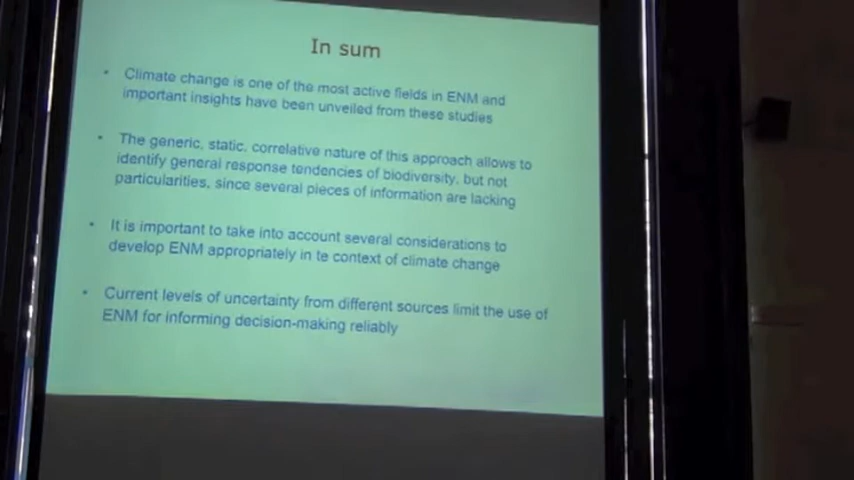 In sum
• Climate change is one of the most active fields in ENM and
important insights have been unveiled from these studies
• The generic, static, correlative nature of this approach allows to
identify general response tendencies of biodiversity, but not
particularities, since several pieces of information are lacking
• It is important to take into account several considerations to
develop ENM appropriately in te context of climate change
• Current levels of uncertainty from different sources limit the use of
ENM for informing decision-making reliably